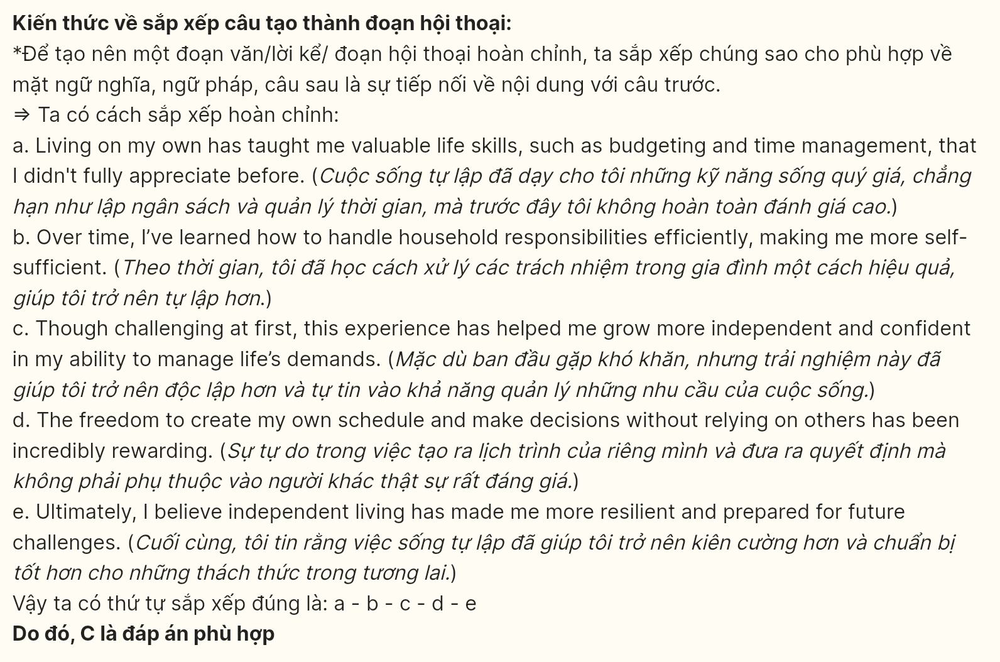 Kiến thức về sắp xếp câu tạo thành đoạn hội thoại:
*Để tạo nên một đoạn văn/lời kể/ đoạn hội thoại hoàn chỉnh, ta sắp xếp chúng sao cho phù hợp về
mặt ngữ nghĩa, ngữ pháp, câu sau là sự tiếp nối về nội dung với câu trước.
⇒ Ta có cách sắp xếp hoàn chỉnh:
a. Living on my own has taught me valuable life skills, such as budgeting and time management, that
I didn't fully appreciate before. (Cuộc sống tự lập đã dạy cho tôi những kỹ năng sống quý giá, chẳng
hạn như lập ngân sách và quản lý thời gian, mà trước đây tôi không hoàn toàn đánh giá cao.)
b. Over time, I’ve learned how to handle household responsibilities efficiently, making me more self-
sufficient. (Theo thời gian, tôi đã học cách xử lý các trách nhiệm trong gia đình một cách hiệu quả,
giúp tôi trở nên tự lập hơn.)
c. Though challenging at first, this experience has helped me grow more independent and confident
in my ability to manage life’s demands. (Mặc dù ban đầu gặp khó khăn, nhưng trải nghiệm này đã
giúp tôi trở nên độc lập hơn và tự tin vào khả năng quản lý những nhu cầu của cuộc sống.)
d. The freedom to create my own schedule and make decisions without relying on others has been
incredibly rewarding. (Sự tự do trong việc tạo ra lịch trình của riêng mình và đưa ra quyết định mà
không phải phụ thuộc vào người khác thật sự rất đáng giá.)
e. Ultimately, I believe independent living has made me more resilient and prepared for future
challenges. (Cuối cùng, tôi tin rằng việc sống tự lập đã giúp tôi trở nên kiên cường hơn và chuẩn bị
tốt hơn cho những thách thức trong tương lai.)
Vậy ta có thứ tự sắp xếp đúng là: a - b - c - d - e
Do đó, C là đáp án phù hợp